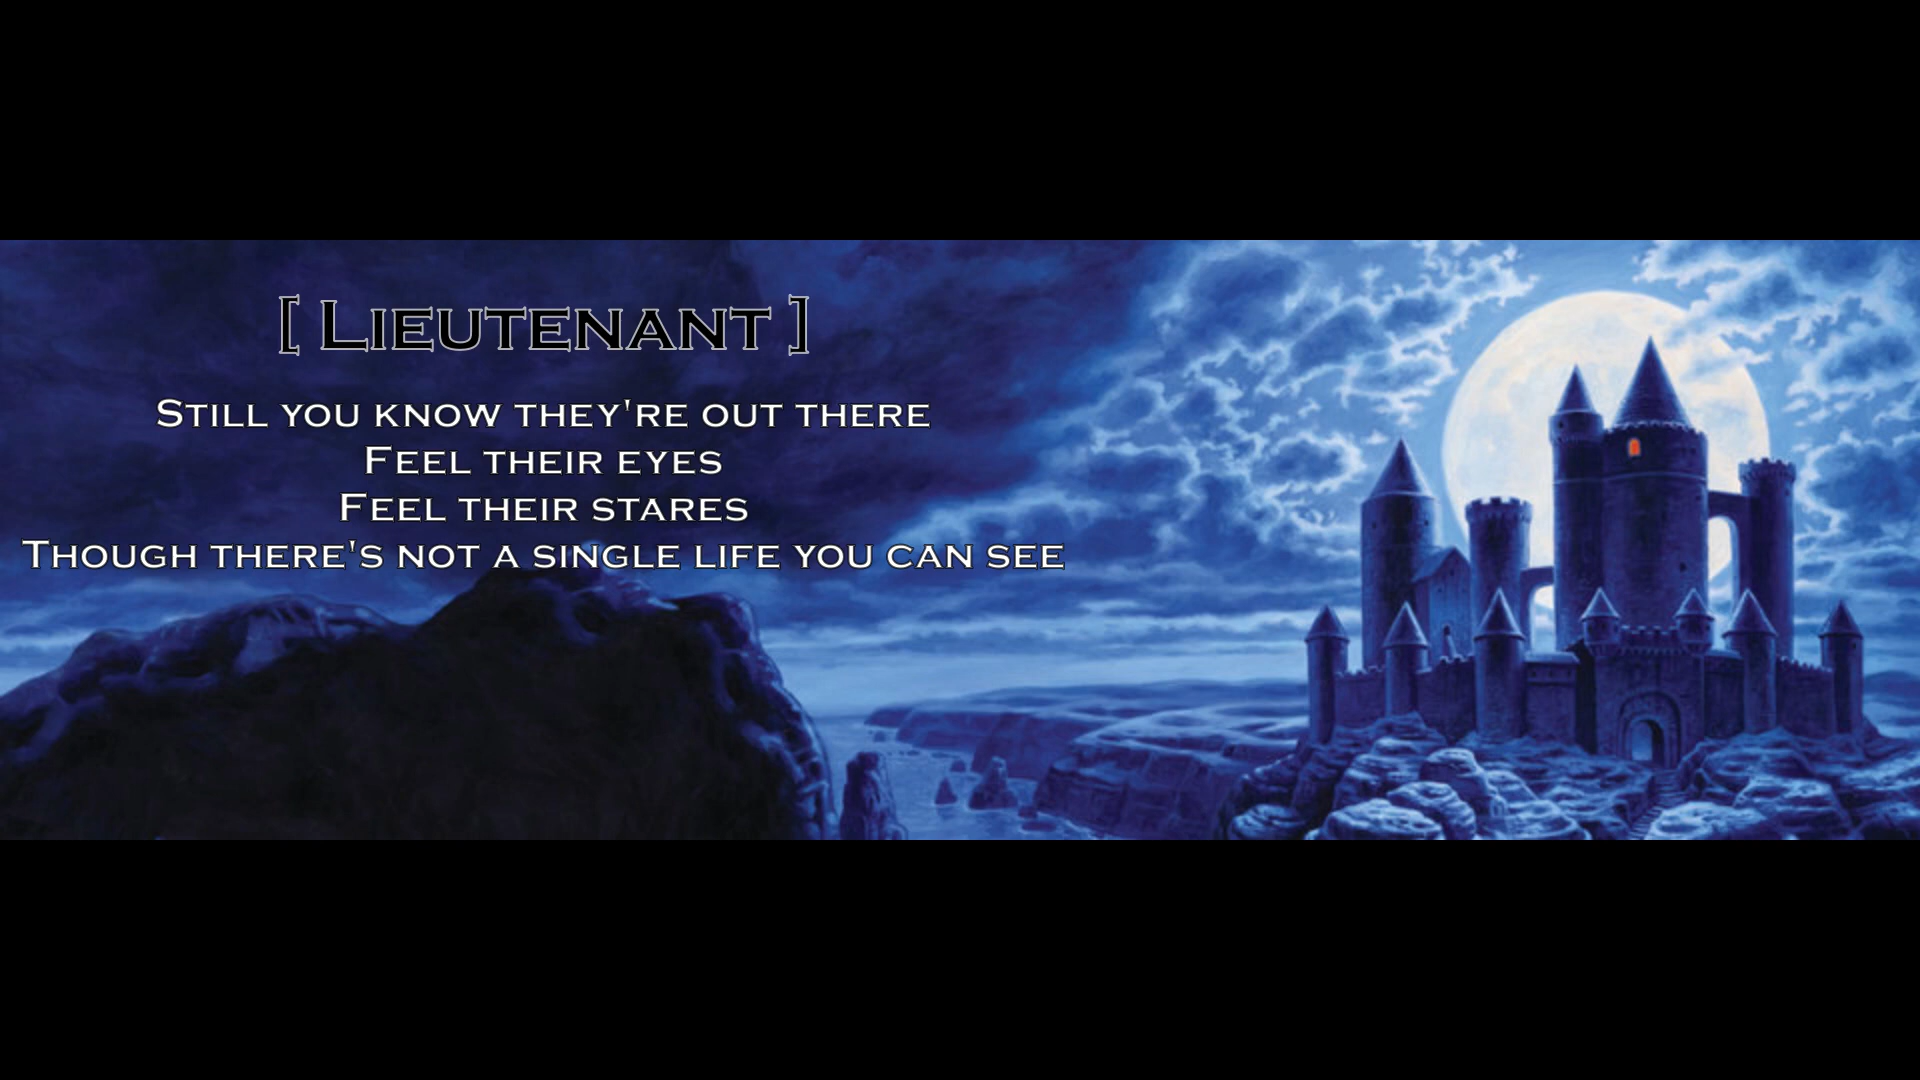 [ Lieutenant ]
Still you know they're out there
Feel their eyes
Feel their stares
Though there's not a single life you can see